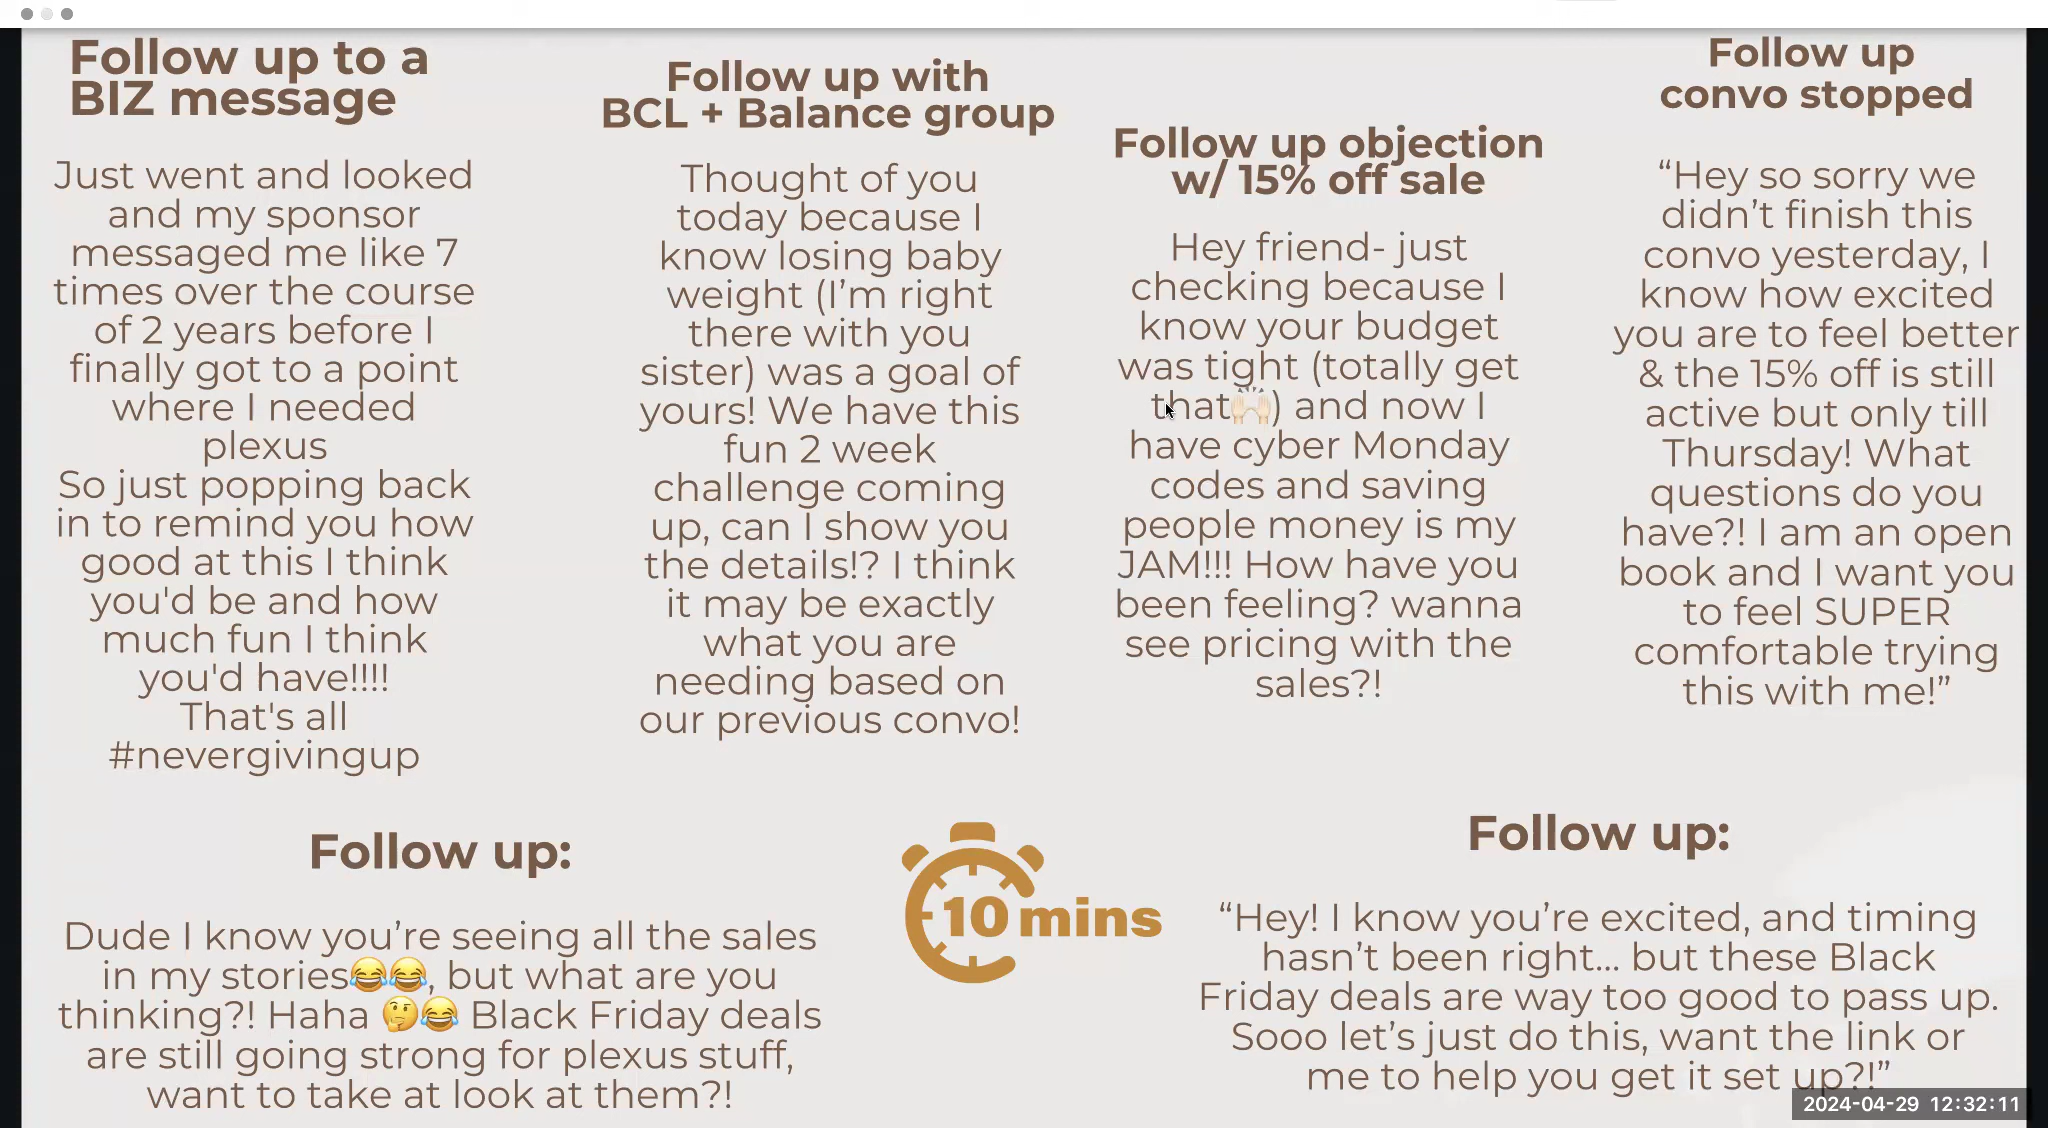 Follow up to a
BIZ message
Just went and looked
and my sponsor
messaged me like 7
times over the course
of 2 years before I
finally got to a point
where I needed
plexus
So just popping back
in to remind you how
good at this I think
you'd be and how
much fun I think
you'd have!!!!
That's all
#nevergivingup
Follow up with
BCL + Balance group
Thought of you
today because I
know losing baby
weight (I’m right
there with you
sister) was a goal of
yours! We have this
fun 2 week
challenge coming
up, can I show you
the details!? I think
it may be exactly
what you are
needing based on
our previous convo!
Follow up objection
w/ 15% off sale
Hey friend- just
checking because I
know your budget
was tight (totally get
that🙌🏻) and now I
have cyber Monday
codes and saving
people money is my
JAM!!! How have you
been feeling? wanna
see pricing with the
sales?!
Follow up
convo stopped
“Hey so sorry we
didn’t finish this
convo yesterday, I
know how excited
you are to feel better
& the 15% off is still
active but only till
Thursday! What
questions do you
have?! I am an open
book and I want you
to feel SUPER
comfortable trying
this with me!”
Follow up:
Dude I know you’re seeing all the sales
in my stories😂😂, but what are you
thinking?! Haha 🤔😂 Black Friday deals
are still going strong for plexus stuff,
want to take at look at them?!
10 mins
Follow up:
“Hey! I know you’re excited, and timing
hasn’t been right... but these Black
Friday deals are way too good to pass up.
Sooo let’s just do this, want the link or
me to help you get it set up?!”
2024-04-29 12:32:11